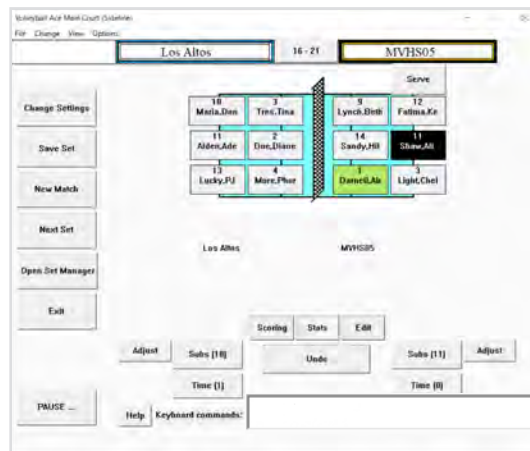 Volleyball Ace Main Court (Sidelines
File Change View Options
Los Altos 16 - 21 MVHS05
Serve
Change Settings
Save Set
New Match
Next Set
Open Set Manager
Exit
PAUSE ...
10 3 9 12
Maria,Don Tres,Tina Lynch,Beth Fatima,Ke
11 2 14 11
Alden,Ade Doe,Diane Sandy,Hil Shaw,Ali
13 4 1 3
Lucky,PJ More,Pher Darnell,Ab Light,Chel
Los Altos MVHS05
Scoring Stats Edit
Adjust Subs (10) Undo Subs (11) Adjust
Time (1) Time (0)
Help Keyboard commands: